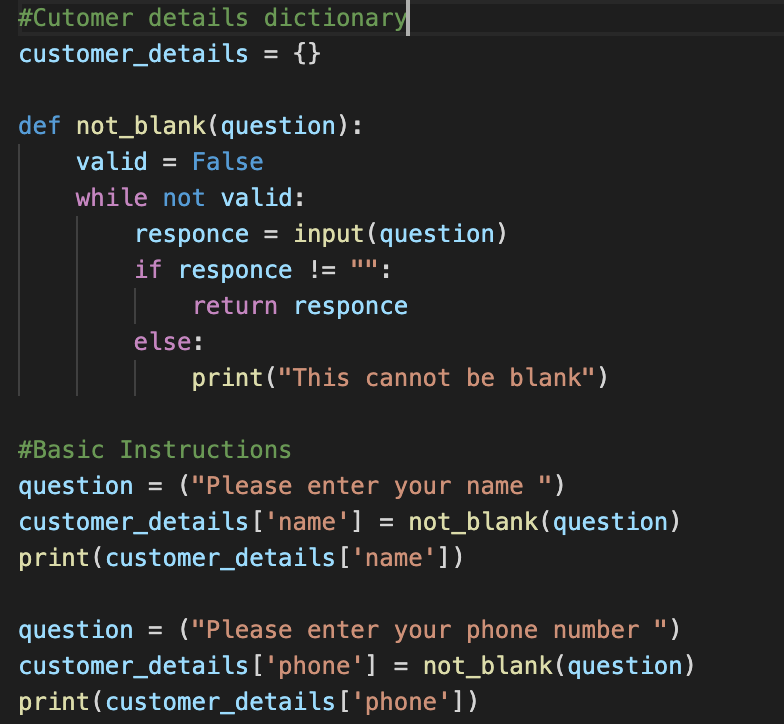 #Cutomer details dictionary
customer_details = {}
def not_blank(question):
valid = False
while not valid:
responce = input(question)
if responce != "":
return responce
else:
print("This cannot be blank")
#Basic Instructions
question = ("Please enter your name ")
customer_details['name'] = not_blank(question)
print(customer_details['name'])
question = ("Please enter your phone number ")
customer_details['phone'] = not_blank(question)
print(customer_details['phone'])